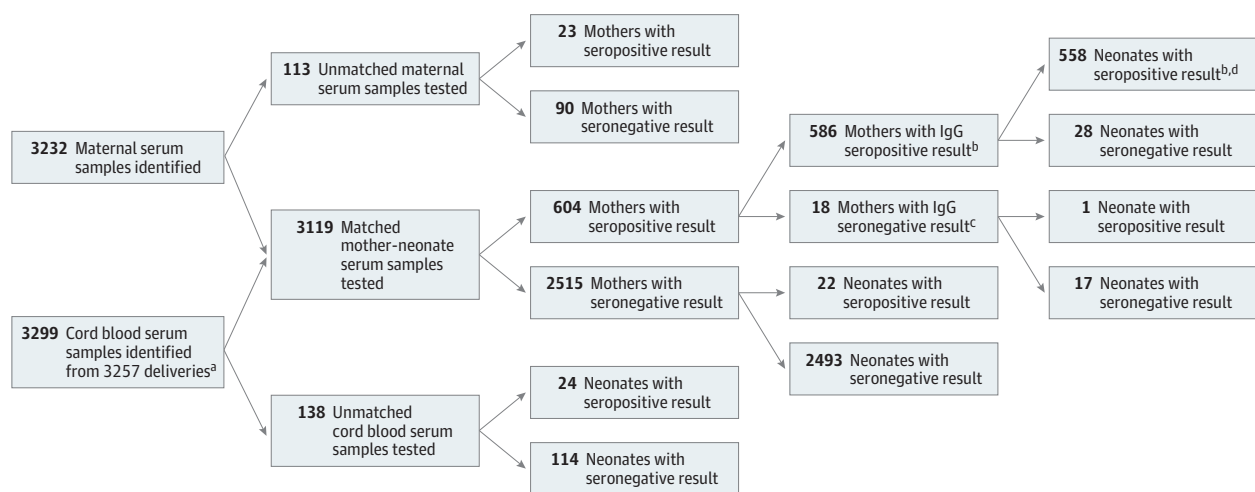 3232 Maternal serum
samples identified
3299 Cord blood serum
samples identified
from 3257 deliveriesa
113 Unmatched maternal
serum samples tested
3119 Matched
mother-neonate
serum samples
tested
138 Unmatched
cord blood serum
samples tested
23 Mothers with
seropositive result
90 Mothers with
seronegative result
604 Mothers with
seropositive result
2515 Mothers with
seronegative result
24 Neonates with
seropositive result
114 Neonates with
seronegative result
586 Mothers with IgG
seropositive resultb
18 Mothers with IgG
seronegative resultc
22 Neonates with
seropositive result
2493 Neonates with
seronegative result
558 Neonates with
seropositive resultb,d
28 Neonates with
seronegative result
1 Neonate with
seropositive result
17 Neonates with
seronegative result